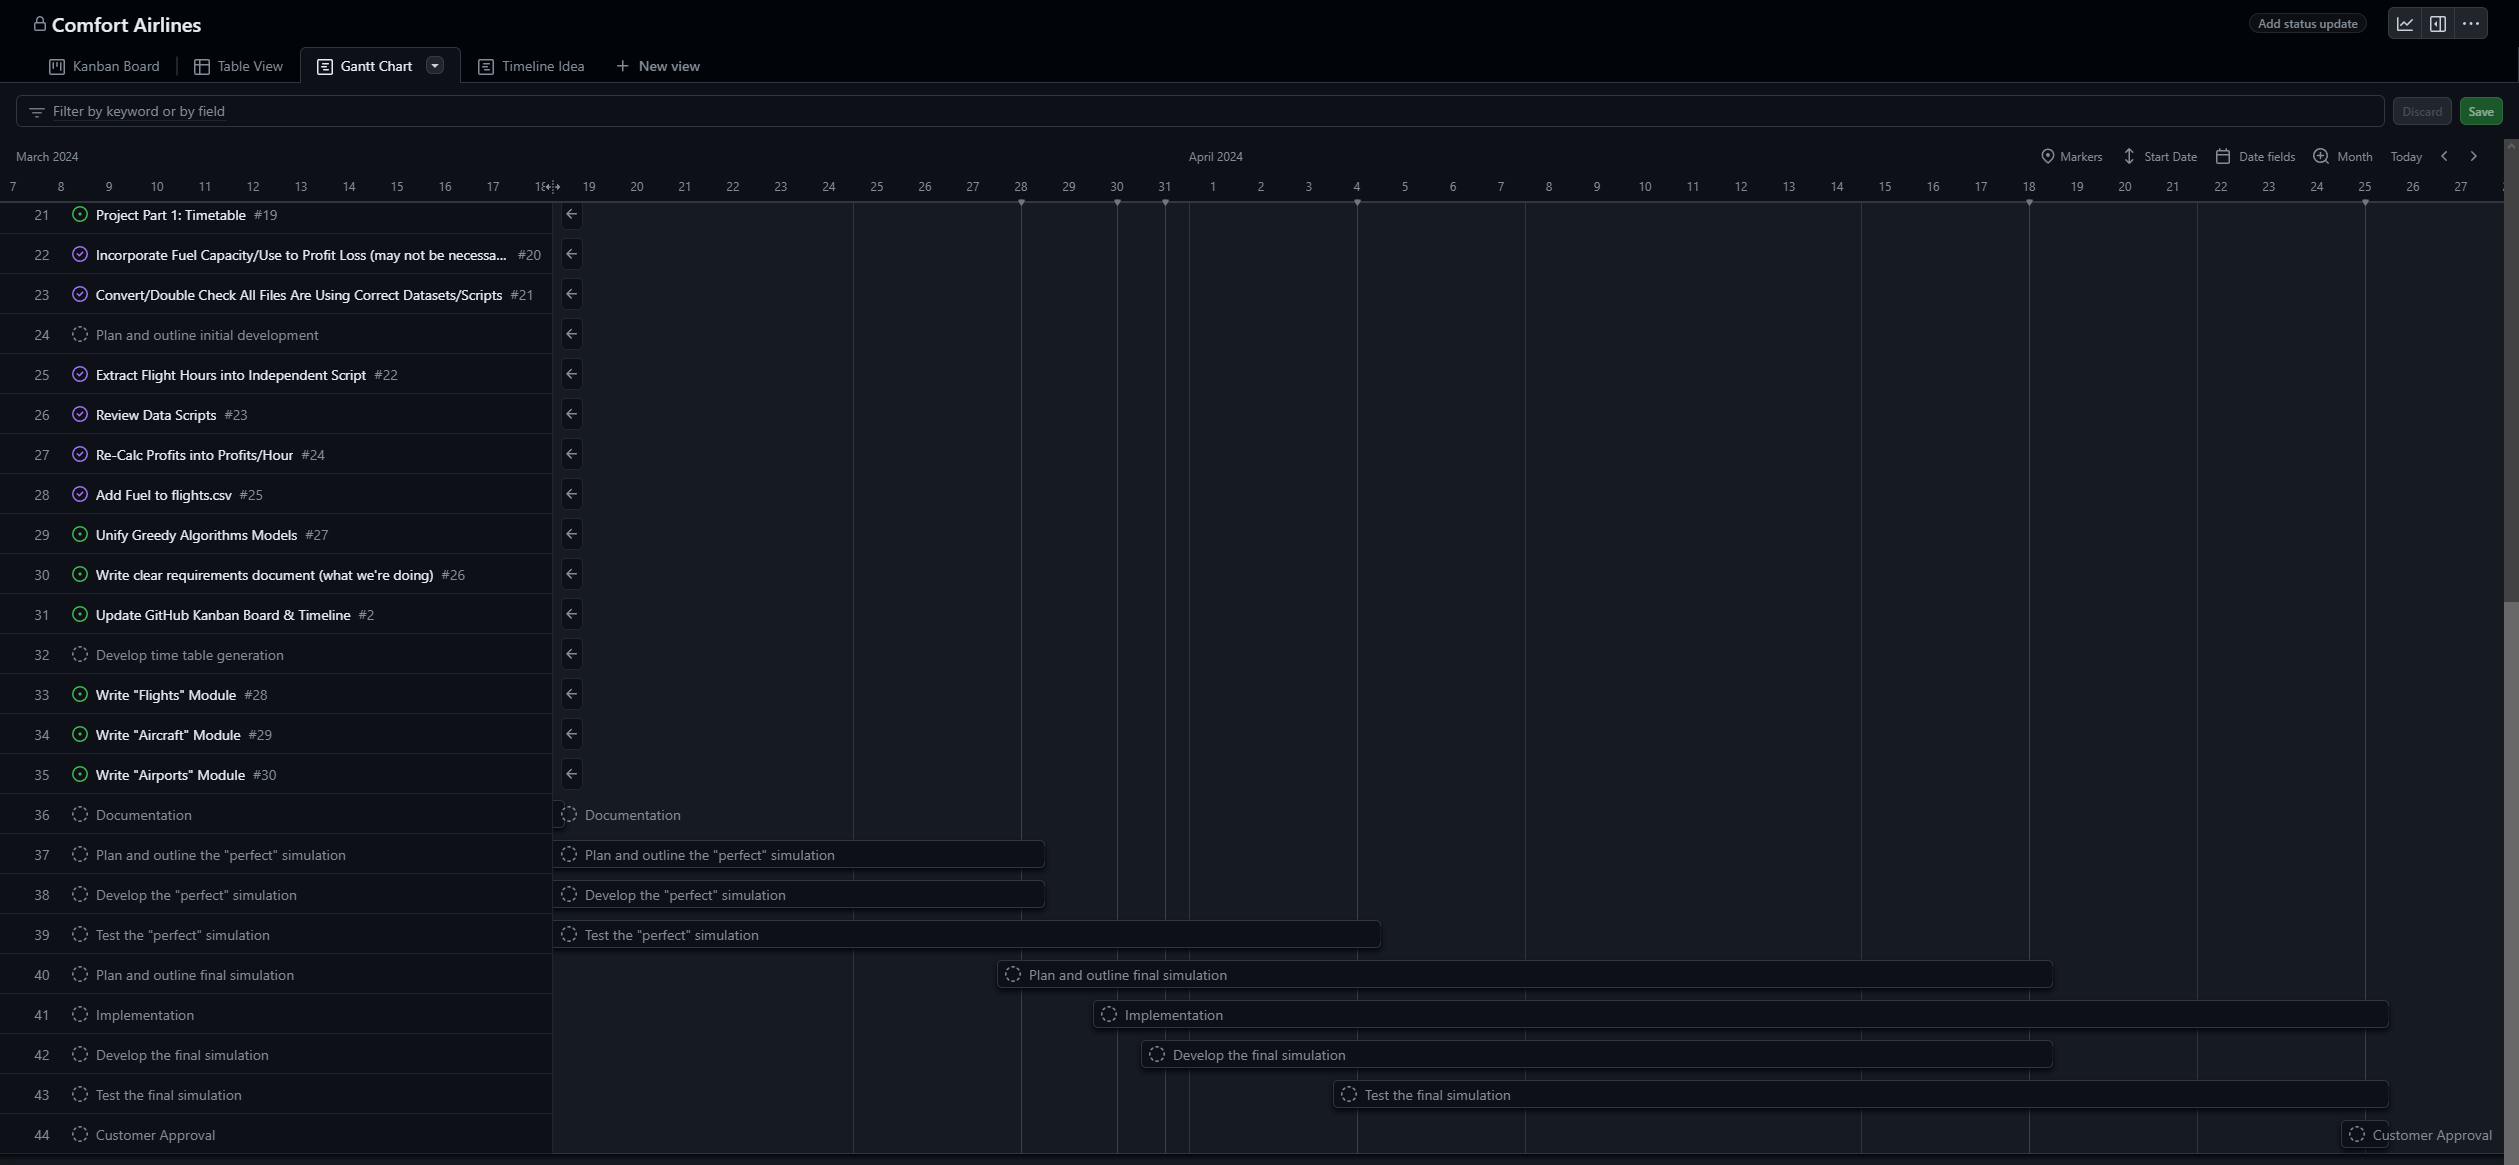 Comfort Airlines
Add status update
Kanban Board
Table View
Gantt Chart
Timeline Idea
New view
Filter by keyword or by field
Discard
Save
March 2024
April 2024
Markers
Start Date
Date fields
Month
Today
7 8 9 10 11 12 13 14 15 16 17 18 19 20 21 22 23 24 25 26 27 28 29 30 31 1 2 3 4 5 6 7 8 9 10 11 12 13 14 15 16 17 18 19 20 21 22 23 24 25 26 27
21 Project Part 1: Timetable #19
22 Incorporate Fuel Capacity/Use to Profit Loss (may not be necessa... #20
23 Convert/Double Check All Files Are Using Correct Datasets/Scripts #21
24 Plan and outline initial development
25 Extract Flight Hours into Independent Script #22
26 Review Data Scripts #23
27 Re-Calc Profits into Profits/Hour #24
28 Add Fuel to flights.csv #25
29 Unify Greedy Algorithms Models #27
30 Write clear requirements document (what we're doing) #26
31 Update GitHub Kanban Board & Timeline #2
32 Develop time table generation
33 Write "Flights" Module #28
34 Write "Aircraft" Module #29
35 Write "Airports" Module #30
36 Documentation Documentation
37 Plan and outline the "perfect" simulation Plan and outline the "perfect" simulation
38 Develop the "perfect" simulation Develop the "perfect" simulation
39 Test the "perfect" simulation Test the "perfect" simulation
40 Plan and outline final simulation Plan and outline final simulation
41 Implementation Implementation
42 Develop the final simulation Develop the final simulation
43 Test the final simulation Test the final simulation
44 Customer Approval Customer Approval